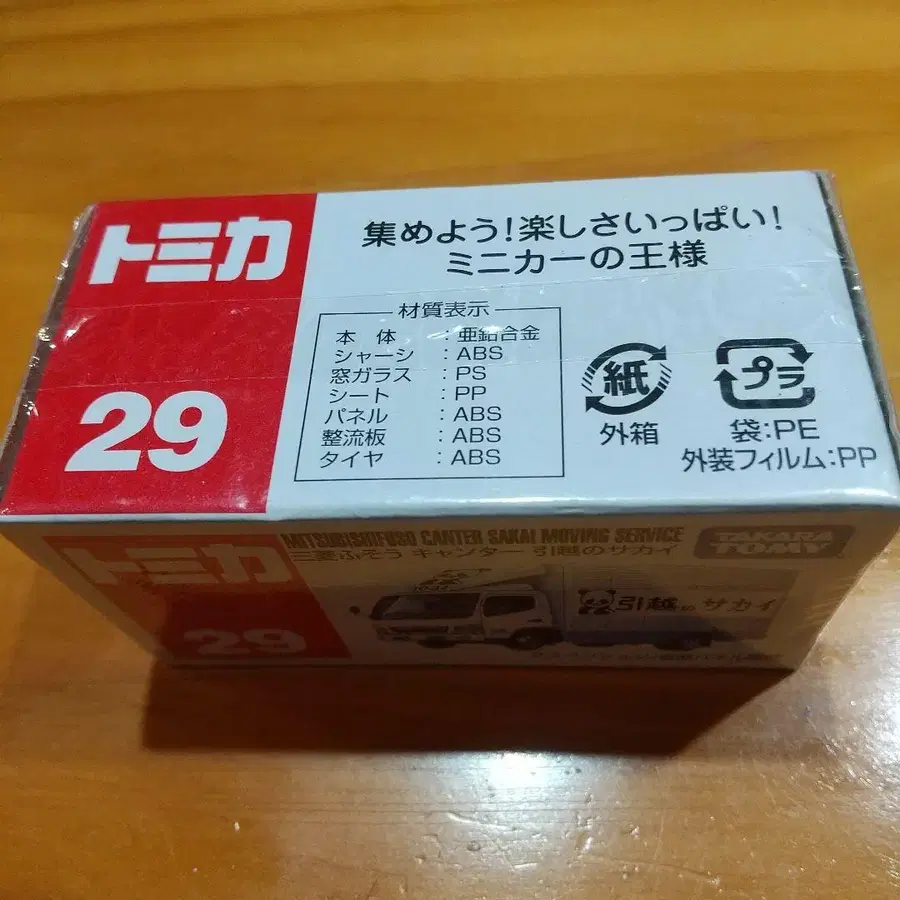 トミカ
29
集めよう!楽しさいっぱい!
ミニカーの王様
材質表示
本体:亜鉛合金
シャーシ:ABS
窓ガラス:PS
シート:PP
パネル:ABS
整流板:ABS
タイヤ:ABS
紙
外箱
プラ
袋:PE
外装フィルム:PP
トミカ
29
MITSUBISHI FUSO CANTER SAKAI MOVING SERVICE
三菱ふそう キャンター 引越のサカイ
TAKARA
TOMY
引越のサカイ